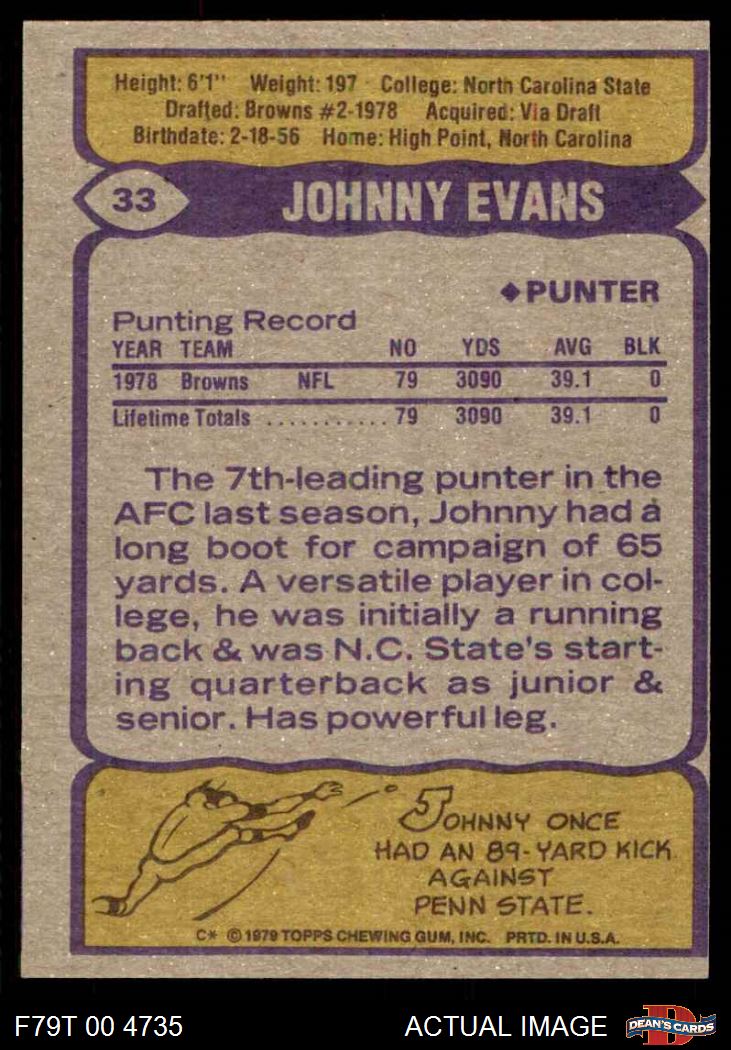 Height: 6'1" Weight: 197 College: North Carolina State
Drafted: Browns #2-1978 Acquired: Via Draft
Birthdate: 2-18-56 Home: High Point, North Carolina
33 JOHNNY EVANS
◆PUNTER
Punting Record
YEAR TEAM NO YDS AVG BLK
1978 Browns NFL 79 3090 39.1 0
Lifetime Totals ........... 79 3090 39.1 0
The 7th-leading punter in the
AFC last season, Johnny had a
long boot for campaign of 65
yards. A versatile player in col-
lege, he was initially a running
back & was N.C. State's start-
ing quarterback as junior &
senior. Has powerful leg.
JOHNNY ONCE
HAD AN 89-YARD KICK
AGAINST
PENN STATE.
C* © 1979 TOPPS CHEWING GUM, INC. PRTD. IN U.S.A.
F79T 00 4735 ACTUAL IMAGE D DEAN'S CARDS